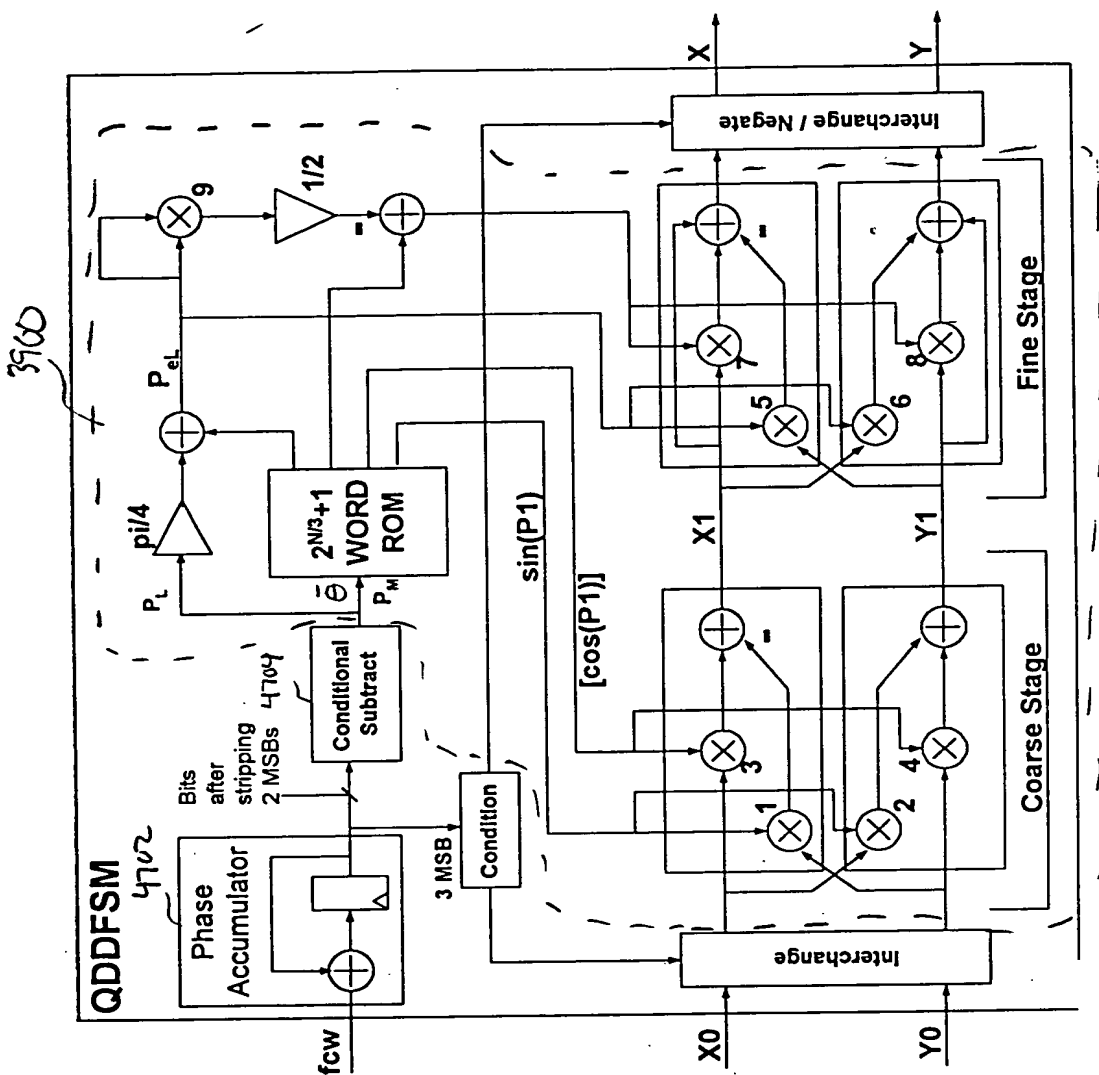 QDDFSM
fcw
4702
Phase
Accumulator
Bits
after
stripping
2 MSBs
4704
Conditional
Subtract
3 MSB
Condition
3960
P_L
pi/4
P_eL
9
1/2
-
θ̄
P_M
2^{N/3}+1
WORD
ROM
sin(P1)
[cos(P1)]
X0
Y0
Interchange
1
2
3
4
-
Coarse Stage
X1
Y1
5
6
7
8
-
Fine Stage
Interchange / Negate
X
Y